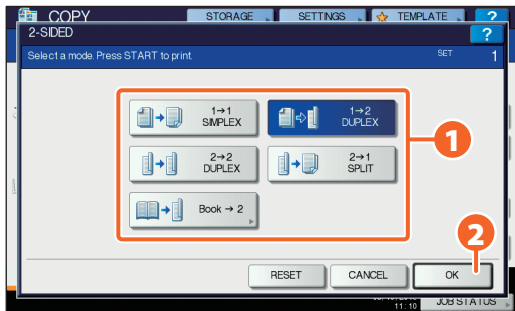 COPY
STORAGE
SETTINGS
TEMPLATE
?
2-SIDED
?
Select a mode. Press START to print.
SET 1
1→1
SIMPLEX
1→2
DUPLEX
1
2→2
DUPLEX
2→1
SPLIT
Book → 2
2
RESET
CANCEL
OK
11:10
JOB STATUS